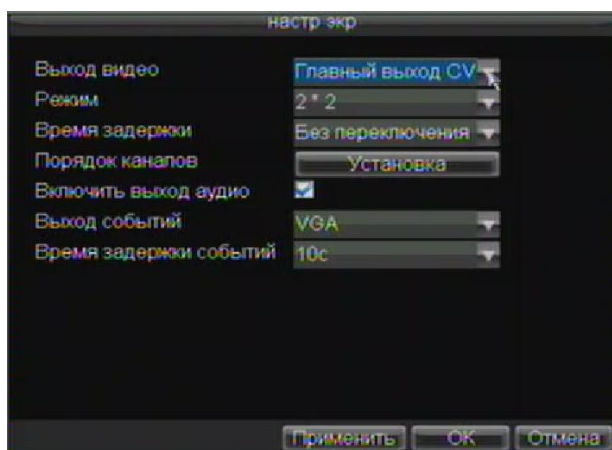 настр экр
Выход видео Главный выход CV
Режим 2 * 2
Время задержки Без переключения
Порядок каналов Установка
Включить выход аудио
Выход событий VGA
Время задержки событий 10с
Применить OK Отмена